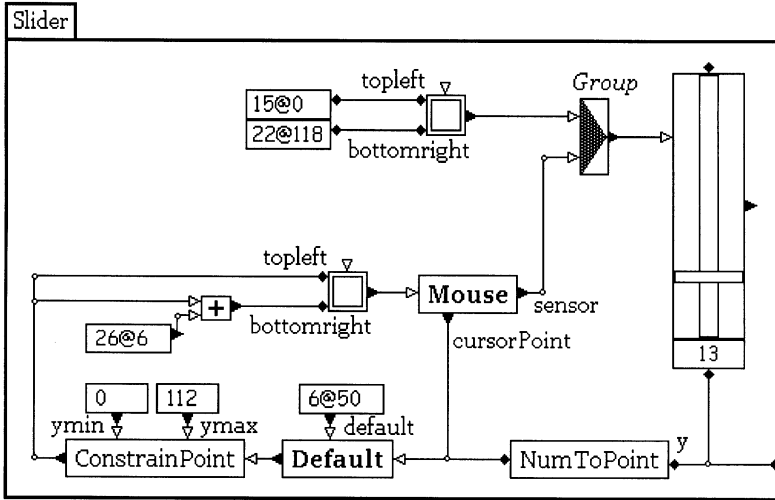 Slider
Group
topleft
15@0
22@118
bottomright
topleft
+
bottomright
Mouse
sensor
26@6
cursorPoint
13
0
112
6@50
ymin
ymax
default
y
ConstrainPoint
Default
NumToPoint